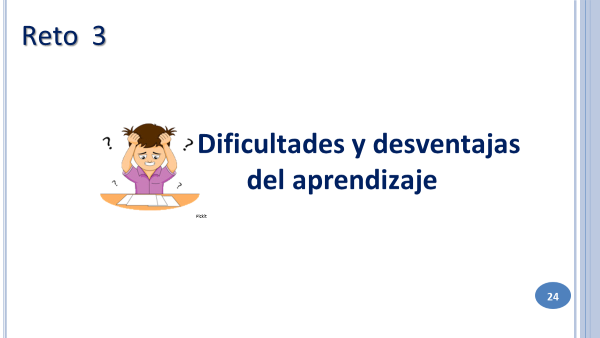 Reto 3
? ?
Dificultades y desventajas
del aprendizaje
? ?
24